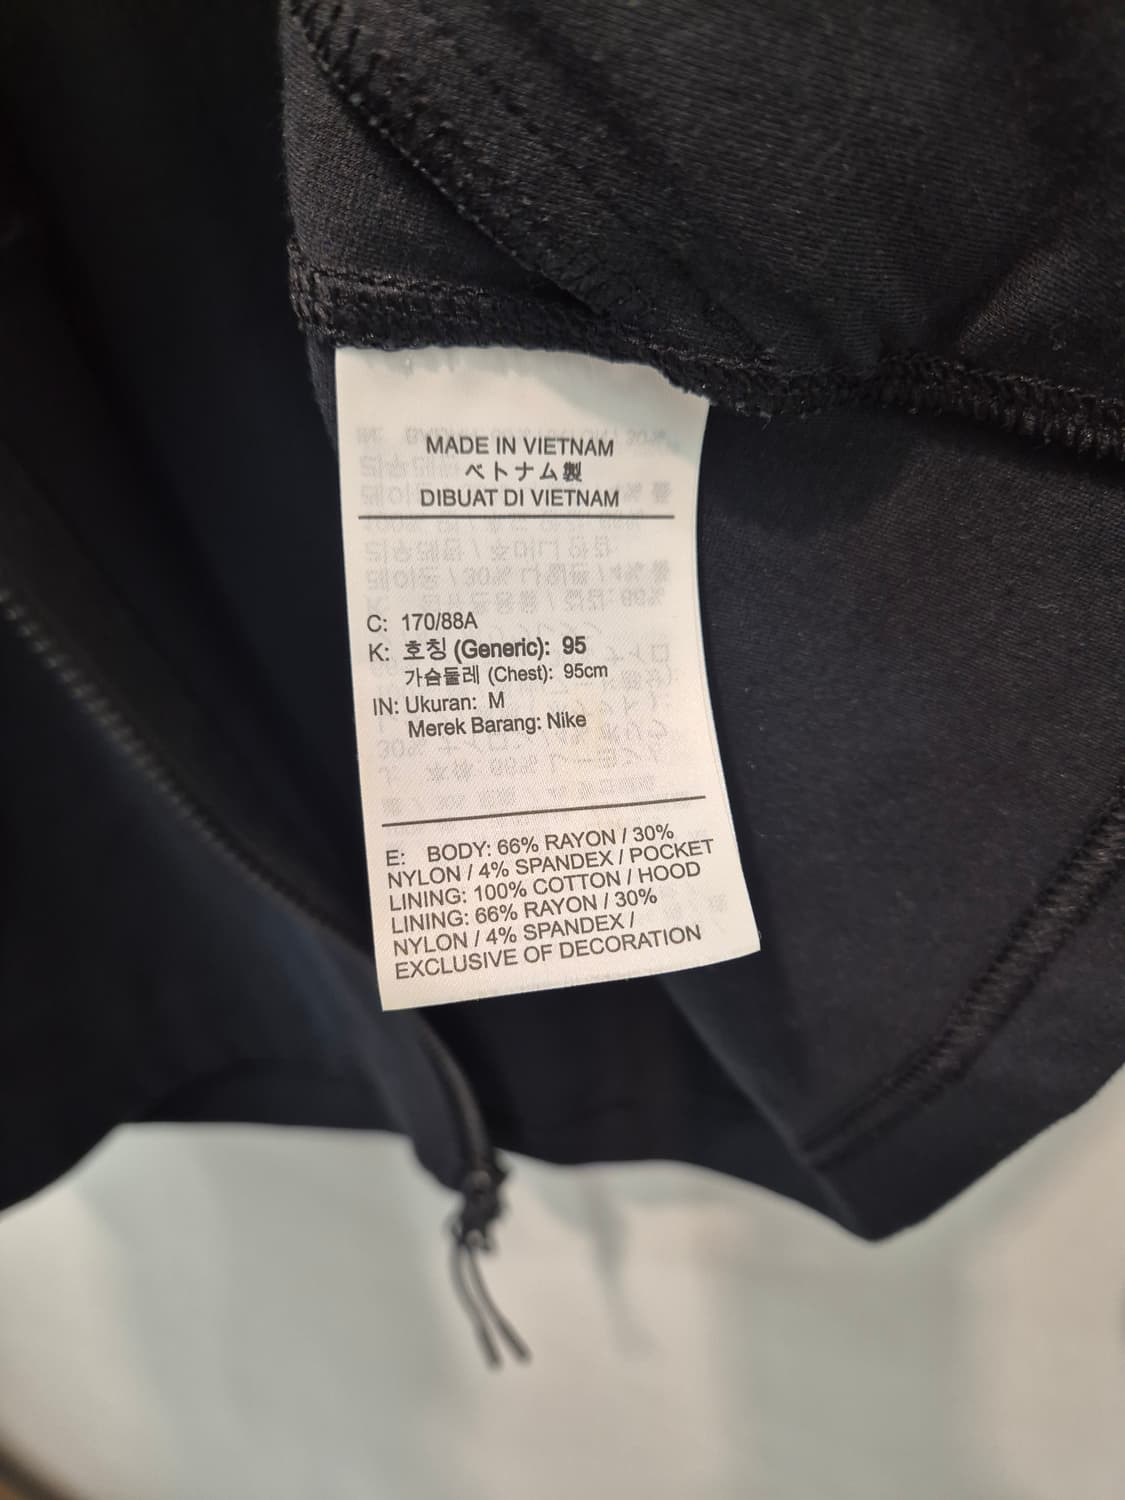 MADE IN VIETNAM
ベトナム製
DIBUAT DI VIETNAM
C: 170/88A
K: 호칭 (Generic): 95
가슴둘레 (Chest): 95cm
IN: Ukuran: M
Merek Barang: Nike
E: BODY: 66% RAYON / 30%
NYLON / 4% SPANDEX / POCKET
LINING: 100% COTTON / HOOD
LINING: 66% RAYON / 30%
NYLON / 4% SPANDEX /
EXCLUSIVE OF DECORATION